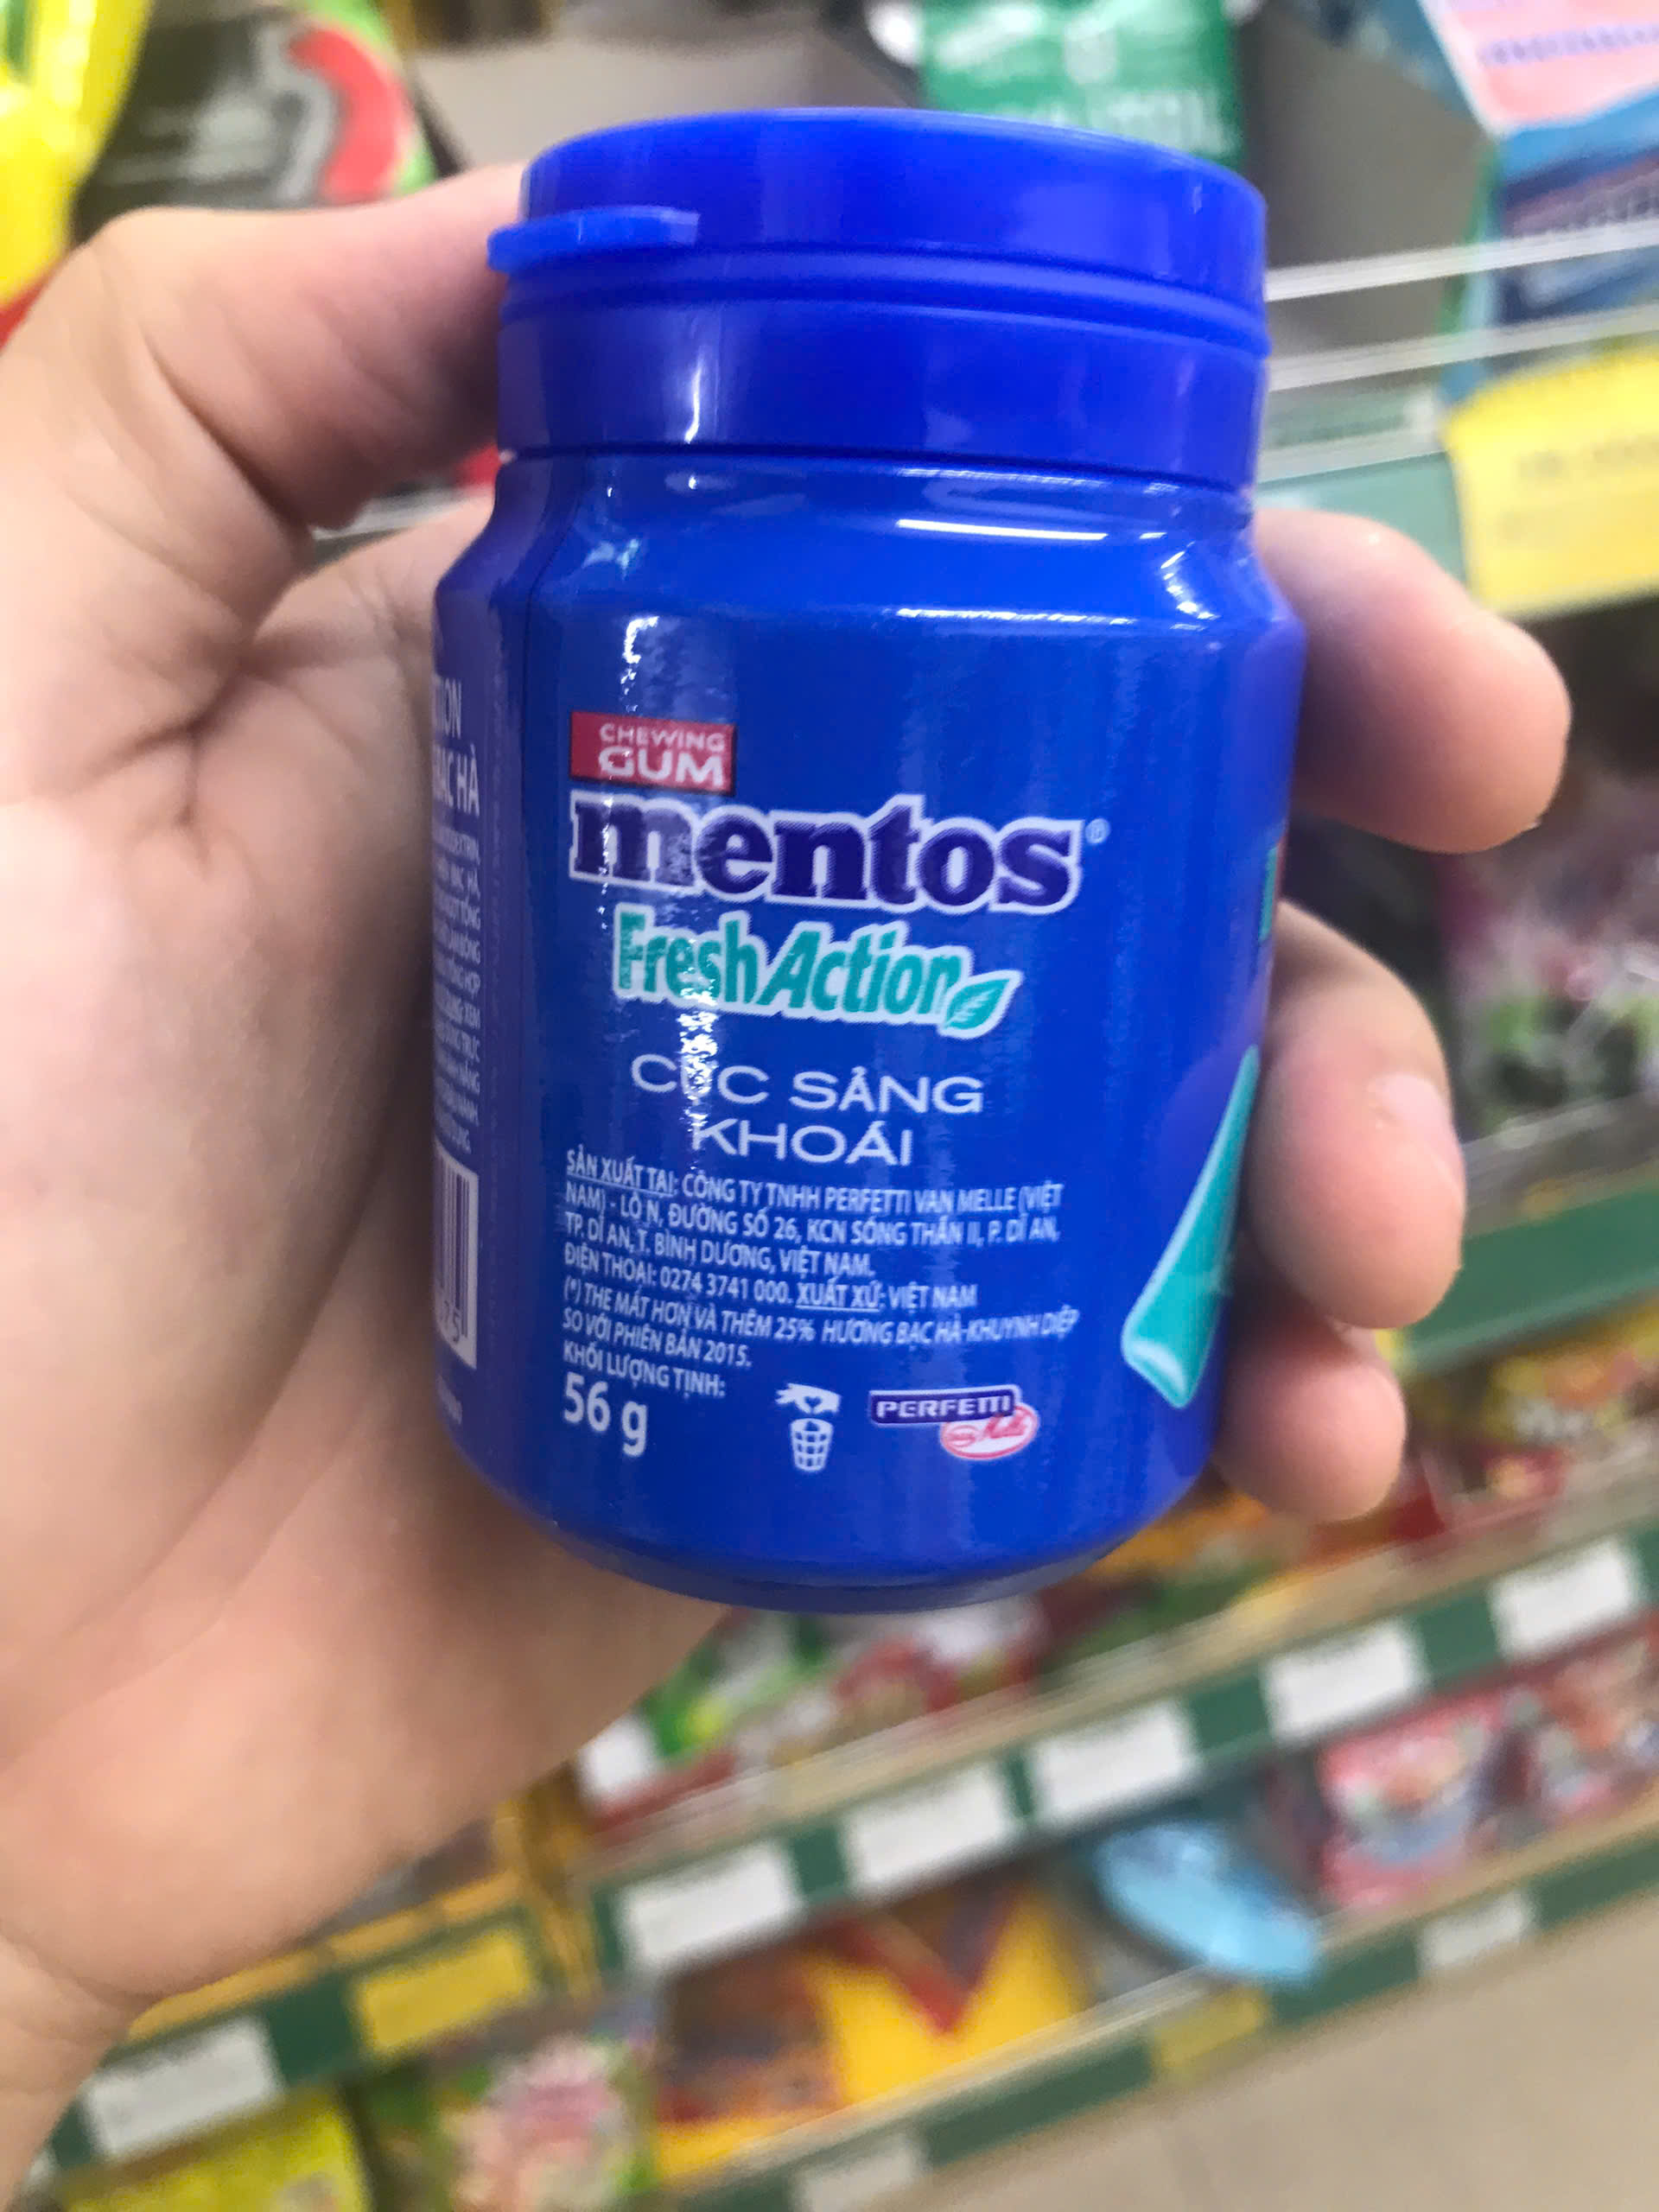 CHEWING
GUM
mentos®
Fresh Action
CỰC SẢNG
KHOÁI
SẢN XUẤT TẠI: CÔNG TY TNHH PERFETTI VAN MELLE (VIỆT
NAM) - LÔ N, ĐƯỜNG SỐ 26, KCN SÓNG THẦN II, P. DĨ AN,
TP. DĨ AN, T. BÌNH DƯƠNG, VIỆT NAM.
ĐIỆN THOẠI: 0274 3741 000. XUẤT XỨ: VIỆT NAM
(*) THE MÁT HƠN VÀ THÊM 25% HƯƠNG BẠC HÀ-KHUYNH DIỆP
SO VỚI PHIÊN BẢN 2015.
KHỐI LƯỢNG TỊNH:
56 g
PERFETTI